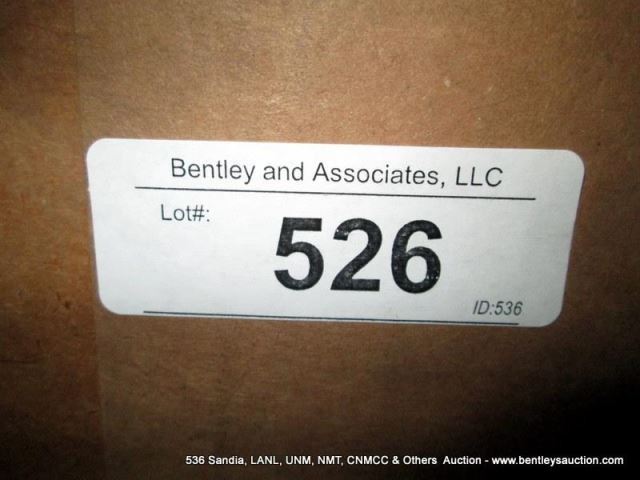 Bentley and Associates, LLC
Lot#:
526
ID:536
536 Sandia, LANL, UNM, NMT, CNMCC & Others Auction - www.bentleysauction.com